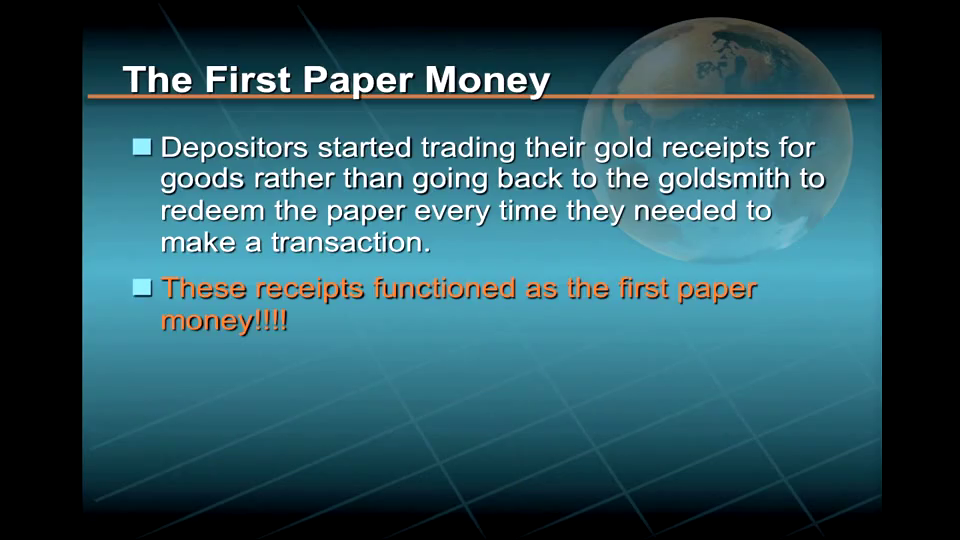 The First Paper Money
Depositors started trading their gold receipts for
goods rather than going back to the goldsmith to
redeem the paper every time they needed to
make a transaction.
These receipts functioned as the first paper
money!!!!